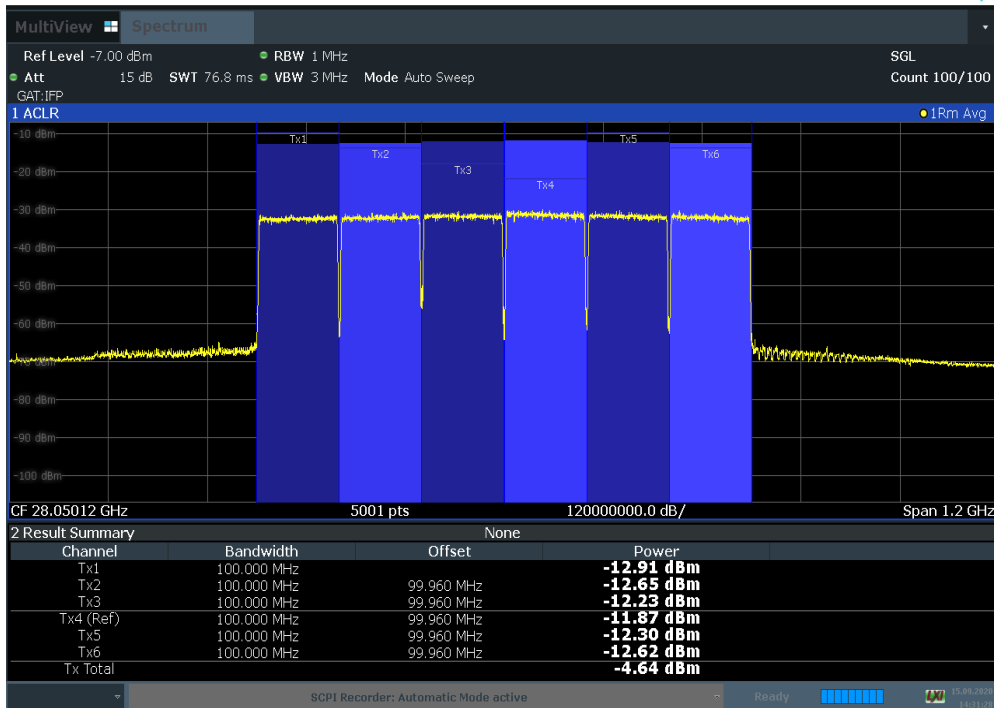 MultiView Spectrum
Ref Level -7.00 dBm RBW 1 MHz SGL
Att 15 dB SWT 76.8 ms VBW 3 MHz Mode Auto Sweep Count 100/100
GAT:IFP
1 ACLR 1Rm Avg
-10 dBm
Tx1 Tx5
Tx2 Tx6
-20 dBm Tx3
Tx4
-30 dBm
-40 dBm
-50 dBm
-60 dBm
-70 dBm
-80 dBm
-90 dBm
-100 dBm
CF 28.05012 GHz 5001 pts 120000000.0 dB/ Span 1.2 GHz
2 Result Summary None
Channel Bandwidth Offset Power
Tx1 100.000 MHz -12.91 dBm
Tx2 100.000 MHz 99.960 MHz -12.65 dBm
Tx3 100.000 MHz 99.960 MHz -12.23 dBm
Tx4 (Ref) 100.000 MHz 99.960 MHz -11.87 dBm
Tx5 100.000 MHz 99.960 MHz -12.30 dBm
Tx6 100.000 MHz 99.960 MHz -12.62 dBm
Tx Total -4.64 dBm
SCPI Recorder: Automatic Mode active Ready LXI 15.09.2020